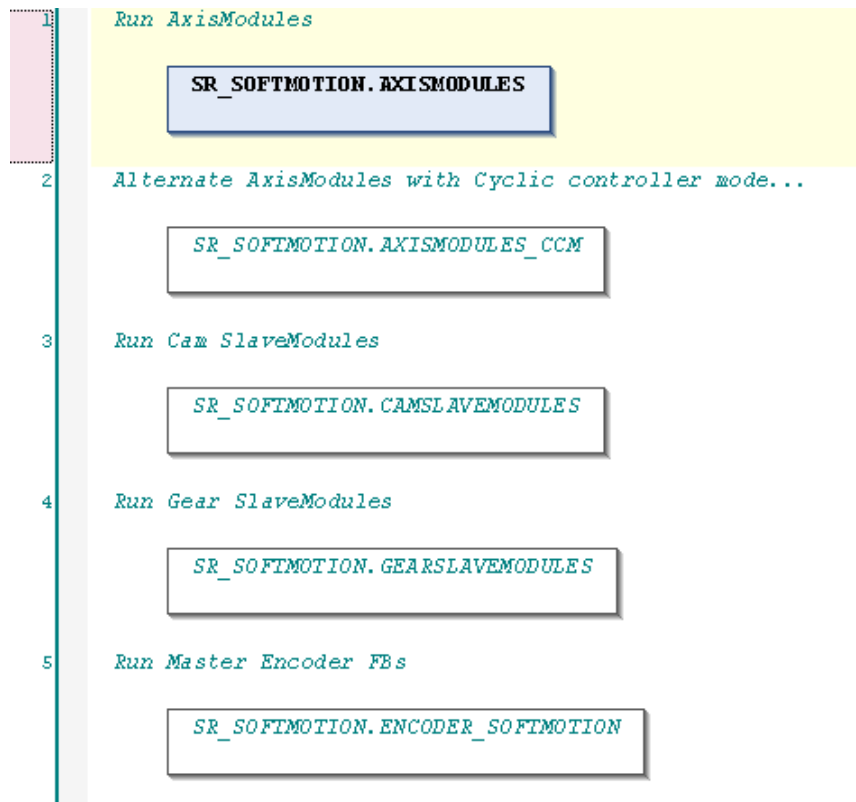 1 Run AxisModules
SR_SOFTMOTION.AXISMODULES
2 Alternate AxisModules with Cyclic controller mode...
SR_SOFTMOTION.AXISMODULES_CCM
3 Run Cam SlaveModules
SR_SOFTMOTION.CAMSLAVEMODULES
4 Run Gear SlaveModules
SR_SOFTMOTION.GEARSLAVEMODULES
5 Run Master Encoder FBs
SR_SOFTMOTION.ENCODER_SOFTMOTION